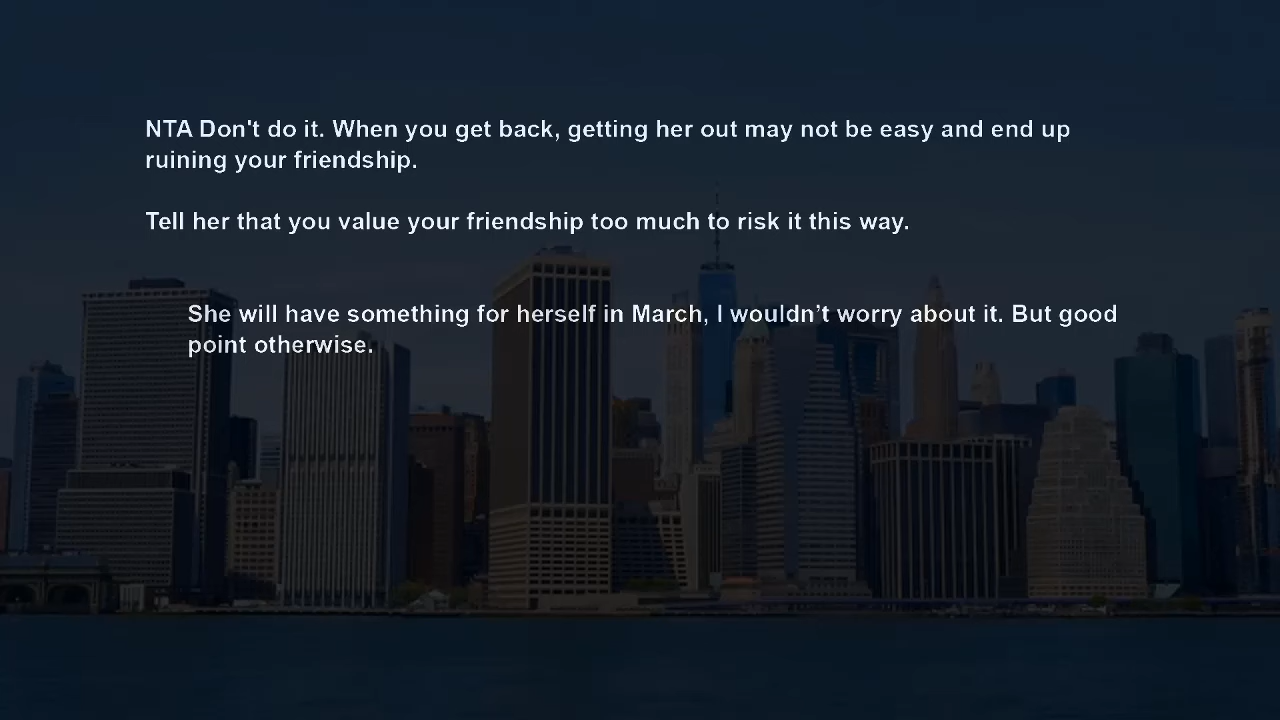 NTA Don't do it. When you get back, getting her out may not be easy and end up
ruining your friendship.
Tell her that you value your friendship too much to risk it this way.
She will have something for herself in March, I wouldn’t worry about it. But good
point otherwise.